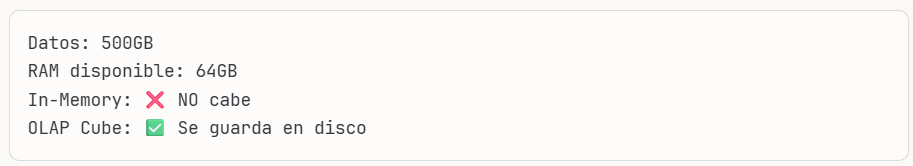 Datos: 500GB
RAM disponible: 64GB
In-Memory: ❌ NO cabe
OLAP Cube: ✅ Se guarda en disco